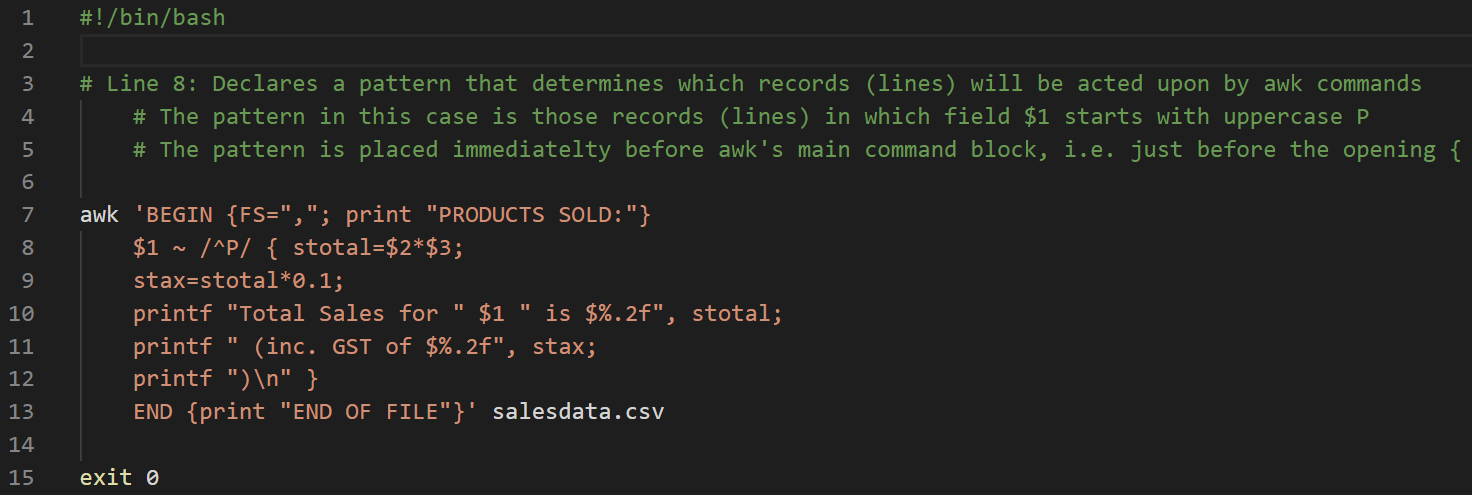 1 #!/bin/bash
2
3 # Line 8: Declares a pattern that determines which records (lines) will be acted upon by awk commands
4 # The pattern in this case is those records (lines) in which field $1 starts with uppercase P
5 # The pattern is placed immediatelty before awk's main command block, i.e. just before the opening {
6
7 awk 'BEGIN {FS=","; print "PRODUCTS SOLD:"}
8 $1 ~ /^P/ { stotal=$2*$3;
9 stax=stotal*0.1;
10 printf "Total Sales for " $1 " is $%.2f", stotal;
11 printf " (inc. GST of $%.2f", stax;
12 printf ")\n" }
13 END {print "END OF FILE"}' salesdata.csv
14
15 exit 0